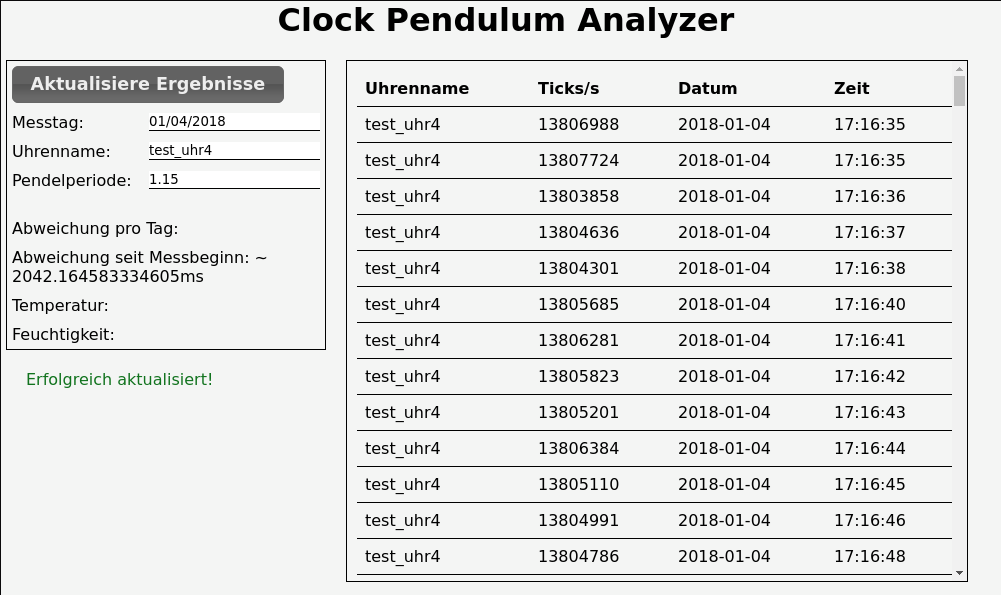 Clock Pendulum Analyzer
Aktualisiere Ergebnisse
Messtag: 01/04/2018
Uhrenname: test_uhr4
Pendelperiode: 1.15
Abweichung pro Tag:
Abweichung seit Messbeginn: ~
2042.164583334605ms
Temperatur:
Feuchtigkeit:
Erfolgreich aktualisiert!
Uhrenname Ticks/s Datum Zeit
test_uhr4 13806988 2018-01-04 17:16:35
test_uhr4 13807724 2018-01-04 17:16:35
test_uhr4 13803858 2018-01-04 17:16:36
test_uhr4 13804636 2018-01-04 17:16:37
test_uhr4 13804301 2018-01-04 17:16:38
test_uhr4 13805685 2018-01-04 17:16:40
test_uhr4 13806281 2018-01-04 17:16:41
test_uhr4 13805823 2018-01-04 17:16:42
test_uhr4 13805201 2018-01-04 17:16:43
test_uhr4 13806384 2018-01-04 17:16:44
test_uhr4 13805110 2018-01-04 17:16:45
test_uhr4 13804991 2018-01-04 17:16:46
test_uhr4 13804786 2018-01-04 17:16:48